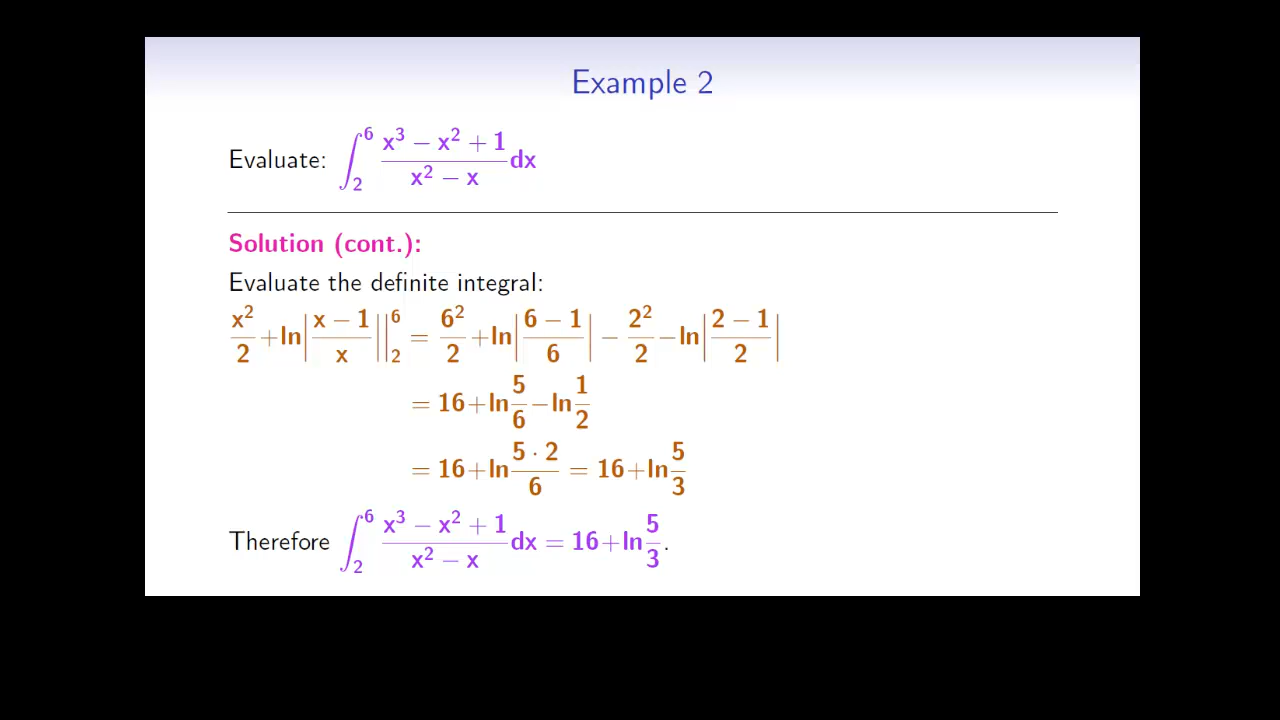 Example 2
Evaluate: ∫₂⁶ (x³ − x² + 1)/(x² − x) dx
Solution (cont.):
Evaluate the definite integral:
x²/2 + ln|(x − 1)/x| |₂⁶ = 6²/2 + ln|(6 − 1)/6| − 2²/2 − ln|(2 − 1)/2|
= 16 + ln 5/6 − ln 1/2
= 16 + ln (5 · 2)/6 = 16 + ln 5/3
Therefore ∫₂⁶ (x³ − x² + 1)/(x² − x) dx = 16 + ln 5/3.